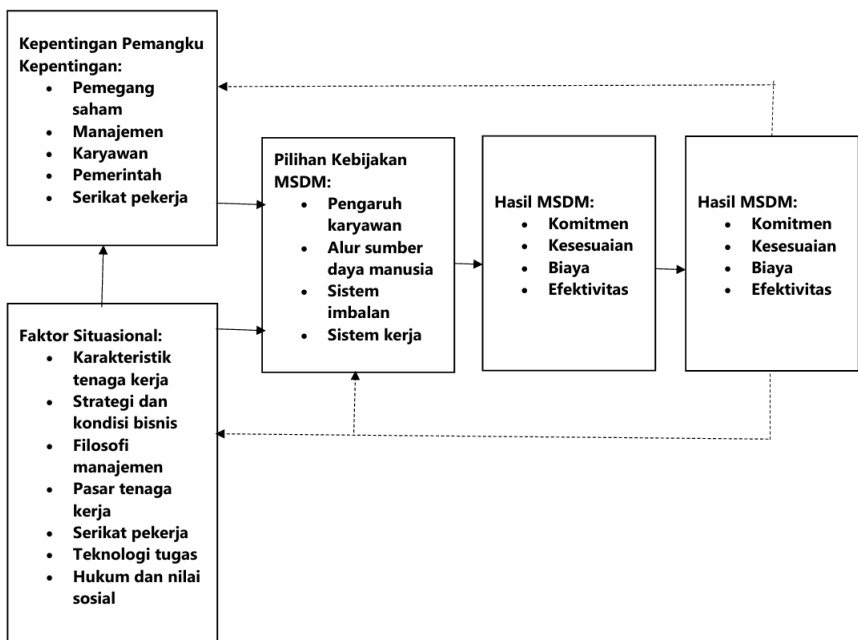 Kepentingan Pemangku
Kepentingan:
• Pemegang
saham
• Manajemen
• Karyawan
• Pemerintah
• Serikat pekerja
Faktor Situasional:
• Karakteristik
tenaga kerja
• Strategi dan
kondisi bisnis
• Filosofi
manajemen
• Pasar tenaga
kerja
• Serikat pekerja
• Teknologi tugas
• Hukum dan nilai
sosial
Pilihan Kebijakan
MSDM:
• Pengaruh
karyawan
• Alur sumber
daya manusia
• Sistem
imbalan
• Sistem kerja
Hasil MSDM:
• Komitmen
• Kesesuaian
• Biaya
• Efektivitas
Hasil MSDM:
• Komitmen
• Kesesuaian
• Biaya
• Efektivitas